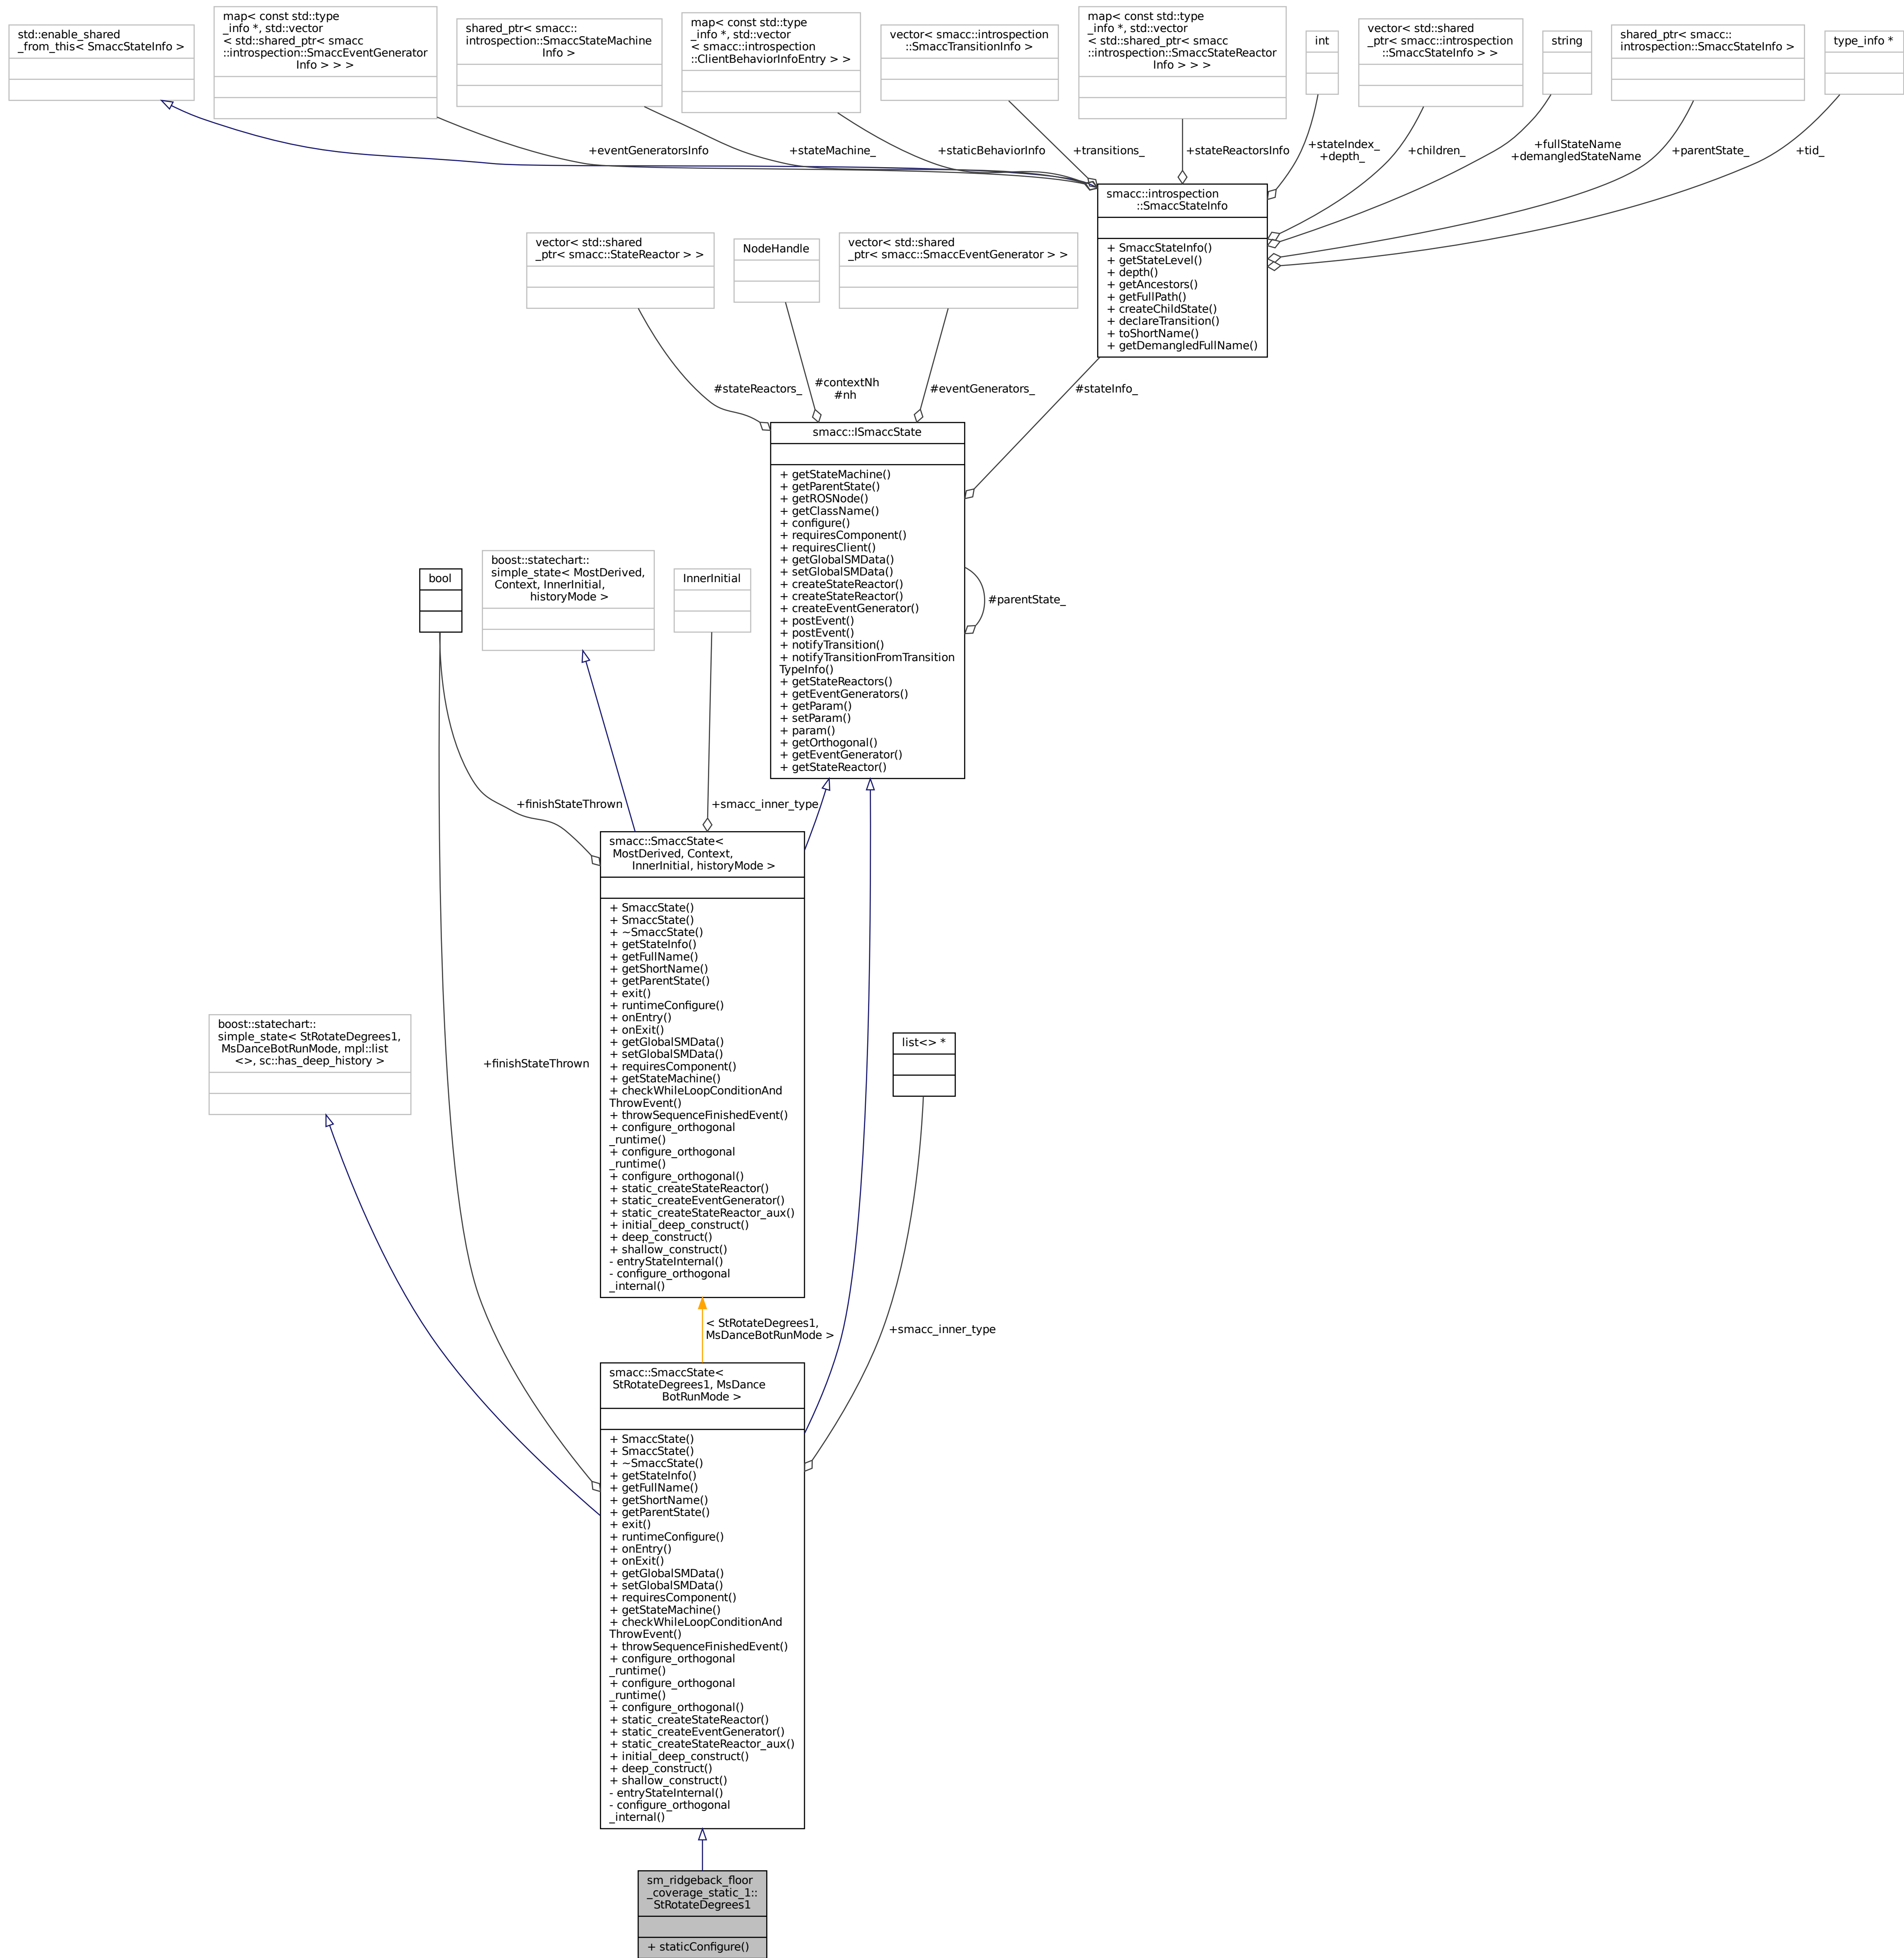 std::enable_shared
_from_this< SmaccStateInfo >
map< const std::type
_info *, std::vector
< std::shared_ptr< smacc
::introspection::SmaccEventGenerator
Info > > >
shared_ptr< smacc::
introspection::SmaccStateMachine
Info >
map< const std::type
_info *, std::vector
< smacc::introspection
::ClientBehaviorInfoEntry > >
vector< smacc::introspection
::SmaccTransitionInfo >
map< const std::type
_info *, std::vector
< std::shared_ptr< smacc
::introspection::SmaccStateReactor
Info > > >
int
vector< std::shared
_ptr< smacc::introspection
::SmaccStateInfo > >
string
shared_ptr< smacc::
introspection::SmaccStateInfo >
type_info *
+eventGeneratorsInfo
+stateMachine_
+staticBehaviorInfo
+transitions_
+stateReactorsInfo
+stateIndex_
+depth_
+children_
+fullStateName
+demangledStateName
+parentState_
+tid_
smacc::introspection
::SmaccStateInfo
+ SmaccStateInfo()
+ getStateLevel()
+ depth()
+ getAncestors()
+ getFullPath()
+ createChildState()
+ declareTransition()
+ toShortName()
+ getDemangledFullName()
vector< std::shared
_ptr< smacc::StateReactor > >
NodeHandle
vector< std::shared
_ptr< smacc::SmaccEventGenerator > >
#stateReactors_
#contextNh
#nh
#eventGenerators_
#stateInfo_
smacc::ISmaccState
+ getStateMachine()
+ getParentState()
+ getROSNode()
+ getClassName()
+ configure()
+ requiresComponent()
+ requiresClient()
+ getGlobalSMData()
+ setGlobalSMData()
+ createStateReactor()
+ createStateReactor()
+ createEventGenerator()
+ postEvent()
+ postEvent()
+ notifyTransition()
+ notifyTransitionFromTransition
TypeInfo()
+ getStateReactors()
+ getEventGenerators()
+ getParam()
+ setParam()
+ param()
+ getOrthogonal()
+ getEventGenerator()
+ getStateReactor()
#parentState_
bool
boost::statechart::
simple_state< MostDerived,
Context, InnerInitial,
historyMode >
InnerInitial
+finishStateThrown
+smacc_inner_type
smacc::SmaccState<
MostDerived, Context,
InnerInitial, historyMode >
+ SmaccState()
+ SmaccState()
+ ~SmaccState()
+ getStateInfo()
+ getFullName()
+ getShortName()
+ getParentState()
+ exit()
+ runtimeConfigure()
+ onEntry()
+ onExit()
+ getGlobalSMData()
+ setGlobalSMData()
+ requiresComponent()
+ getStateMachine()
+ checkWhileLoopConditionAnd
ThrowEvent()
+ throwSequenceFinishedEvent()
+ configure_orthogonal
_runtime()
+ configure_orthogonal
_runtime()
+ configure_orthogonal()
+ static_createStateReactor()
+ static_createEventGenerator()
+ static_createStateReactor_aux()
+ initial_deep_construct()
+ deep_construct()
+ shallow_construct()
- entryStateInternal()
- configure_orthogonal
_internal()
boost::statechart::
simple_state< StRotateDegrees1,
MsDanceBotRunMode, mpl::list
<>, sc::has_deep_history >
+finishStateThrown
list<> *
< StRotateDegrees1,
MsDanceBotRunMode >
+smacc_inner_type
smacc::SmaccState<
StRotateDegrees1, MsDance
BotRunMode >
+ SmaccState()
+ SmaccState()
+ ~SmaccState()
+ getStateInfo()
+ getFullName()
+ getShortName()
+ getParentState()
+ exit()
+ runtimeConfigure()
+ onEntry()
+ onExit()
+ getGlobalSMData()
+ setGlobalSMData()
+ requiresComponent()
+ getStateMachine()
+ checkWhileLoopConditionAnd
ThrowEvent()
+ throwSequenceFinishedEvent()
+ configure_orthogonal
_runtime()
+ configure_orthogonal
_runtime()
+ configure_orthogonal()
+ static_createStateReactor()
+ static_createEventGenerator()
+ static_createStateReactor_aux()
+ initial_deep_construct()
+ deep_construct()
+ shallow_construct()
- entryStateInternal()
- configure_orthogonal
_internal()
sm_ridgeback_floor
_coverage_static_1::
StRotateDegrees1
+ staticConfigure()